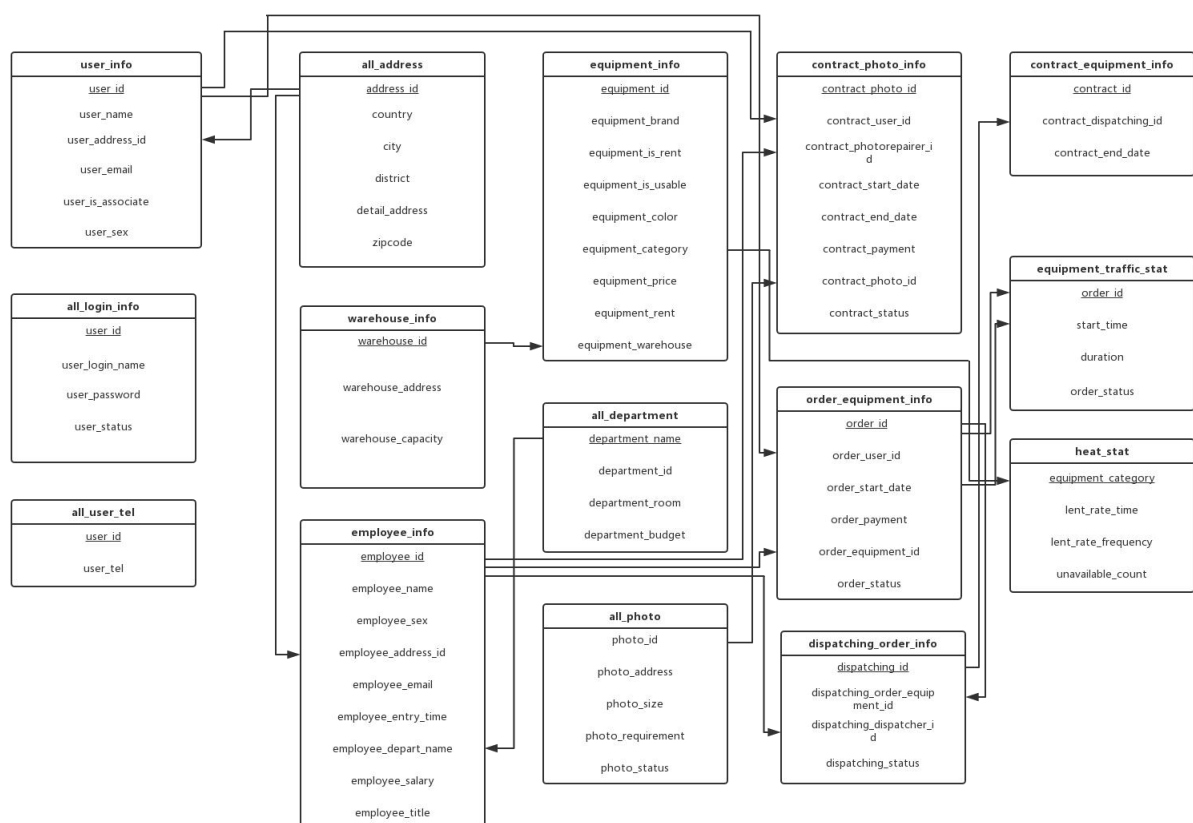 user_info
user_id
user_name
user_address_id
user_email
user_is_associate
user_sex
all_login_info
user_id
user_login_name
user_password
user_status
all_user_tel
user_id
user_tel
all_address
address_id
country
city
district
detail_address
zipcode
warehouse_info
warehouse_id
warehouse_address
warehouse_capacity
employee_info
employee_id
employee_name
employee_sex
employee_address_id
employee_email
employee_entry_time
employee_depart_name
employee_salary
employee_title
equipment_info
equipment_id
equipment_brand
equipment_is_rent
equipment_is_usable
equipment_color
equipment_category
equipment_price
equipment_rent
equipment_warehouse
all_department
department_name
department_id
department_room
department_budget
all_photo
photo_id
photo_address
photo_size
photo_requirement
photo_status
contract_photo_info
contract_photo_id
contract_user_id
contract_photorepairer_i
d
contract_start_date
contract_end_date
contract_payment
contract_photo_id
contract_status
order_equipment_info
order_id
order_user_id
order_start_date
order_payment
order_equipment_id
order_status
dispatching_order_info
dispatching_id
dispatching_order_equip
ment_id
dispatching_dispatcher_i
d
dispatching_status
contract_equipment_info
contract_id
contract_dispatching_id
contract_end_date
equipment_traffic_stat
order_id
start_time
duration
order_status
heat_stat
equipment_category
lent_rate_time
lent_rate_frequency
unavailable_count